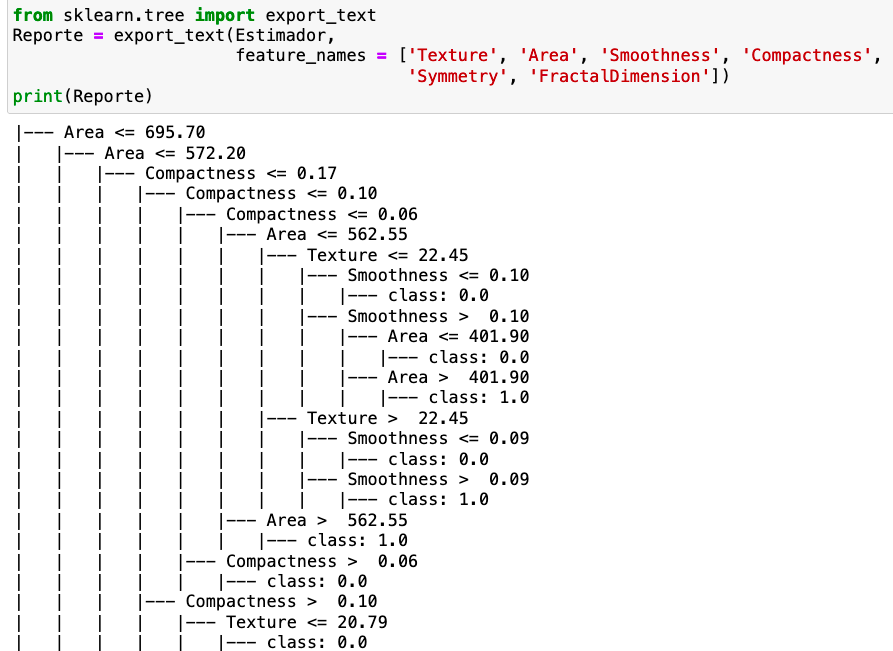 from sklearn.tree import export_text
Reporte = export_text(Estimador,
                      feature_names = ['Texture', 'Area', 'Smoothness', 'Compactness',
                                       'Symmetry', 'FractalDimension'])
print(Reporte)
|--- Area <= 695.70
|   |--- Area <= 572.20
|   |   |--- Compactness <= 0.17
|   |   |   |--- Compactness <= 0.10
|   |   |   |   |--- Compactness <= 0.06
|   |   |   |   |   |--- Area <= 562.55
|   |   |   |   |   |   |--- Texture <= 22.45
|   |   |   |   |   |   |   |--- Smoothness <= 0.10
|   |   |   |   |   |   |   |   |--- class: 0.0
|   |   |   |   |   |   |   |--- Smoothness >  0.10
|   |   |   |   |   |   |   |   |--- Area <= 401.90
|   |   |   |   |   |   |   |   |   |--- class: 0.0
|   |   |   |   |   |   |   |   |--- Area >  401.90
|   |   |   |   |   |   |   |   |   |--- class: 1.0
|   |   |   |   |   |   |--- Texture >  22.45
|   |   |   |   |   |   |   |--- Smoothness <= 0.09
|   |   |   |   |   |   |   |   |--- class: 0.0
|   |   |   |   |   |   |   |--- Smoothness >  0.09
|   |   |   |   |   |   |   |   |--- class: 1.0
|   |   |   |   |   |--- Area >  562.55
|   |   |   |   |   |   |--- class: 1.0
|   |   |   |   |--- Compactness >  0.06
|   |   |   |   |   |--- class: 0.0
|   |   |   |--- Compactness >  0.10
|   |   |   |   |--- Texture <= 20.79
|   |   |   |   |   |--- class: 0.0